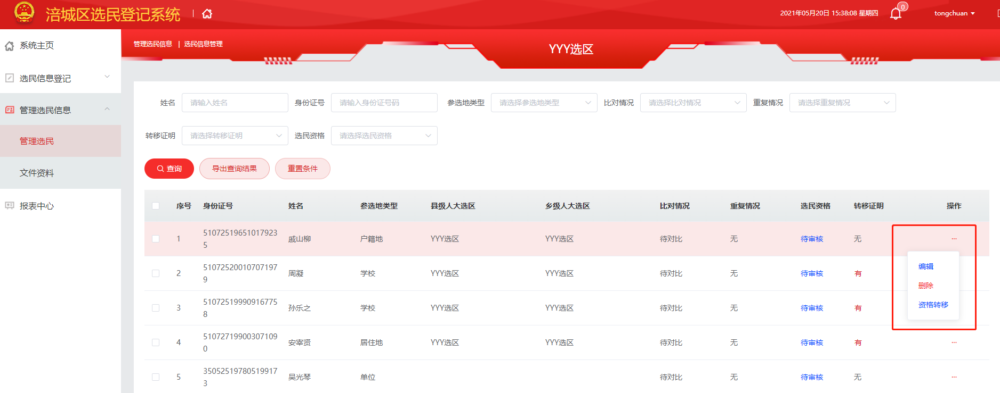 涪城区选民登记系统
2021年05月20日 15:38:08 星期四
0
tongchuan
系统主页
选民信息登记
管理选民信息
管理选民
文件资料
报表中心
管理选民信息 | 选民信息管理
YYY选区
姓名 请输入姓名 身份证号 请输入身份证号码 参选地类型 请选择参选地类型 比对情况 请选择比对情况 重复情况 请选择重复情况
转移证明 请选择转移证明 选民资格 请选择选民资格
查询 导出查询结果 重置条件
序号 身份证号 姓名 参选地类型 县级人大选区 乡级人大选区 比对情况 重复情况 选民资格 转移证明 操作
1 510725196510179235 戚山柳 户籍地 YYY选区 YYY选区 待对比 无 待审核 无 ...
2 510725200107071979 周凝 学校 YYY选区 YYY选区 待对比 无 待审核 有
3 510725199909167758 孙乐之 学校 YYY选区 YYY选区 待对比 无 待审核 有
4 510727199003071090 安宰贤 居住地 YYY选区 YYY选区 待对比 无 待审核 有 ...
5 350525197805199173 吴光琴 单位 待对比 无 待审核 无 ...
编辑
删除
资格转移